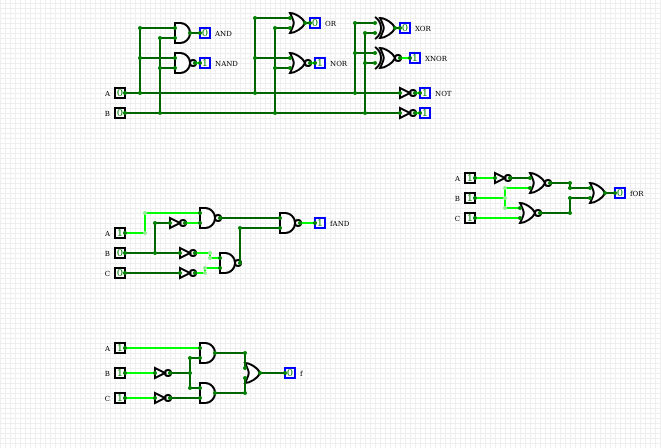 0 AND
0 OR
0 XOR
1 NAND
1 NOR
1 XNOR
A 0
1 NOT
B 0
1
A 1
B 1
C 1
0 fOR
A 1
B 0
C 0
1 fAND
A 1
B 1
C 1
0 f